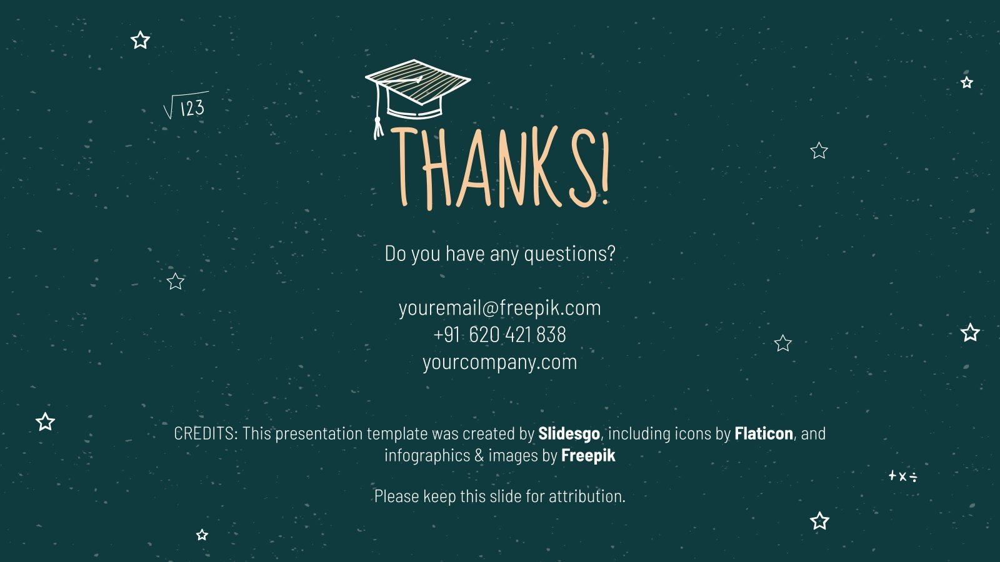 √123
THANKS!
Do you have any questions?
youremail@freepik.com
+91 620 421 838
yourcompany.com
CREDITS: This presentation template was created by Slidesgo, including icons by Flaticon, and
infographics & images by Freepik
+×÷
Please keep this slide for attribution.